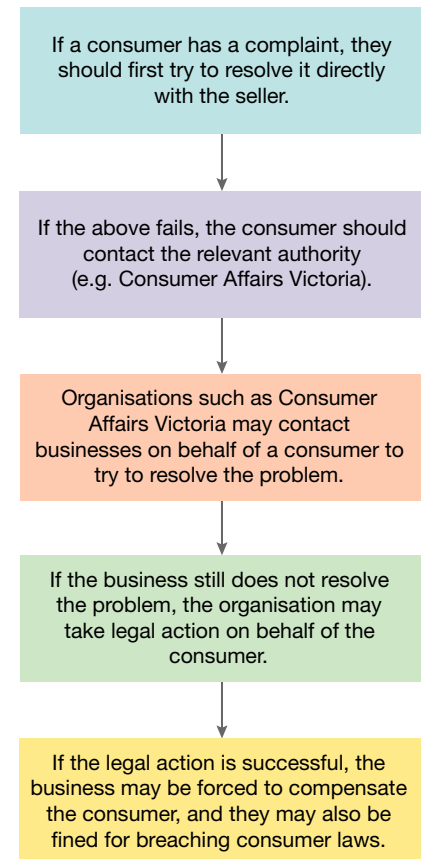 If a consumer has a complaint, they
should first try to resolve it directly
with the seller.
If the above fails, the consumer should
contact the relevant authority
(e.g. Consumer Affairs Victoria).
Organisations such as Consumer
Affairs Victoria may contact
businesses on behalf of a consumer to
try to resolve the problem.
If the business still does not resolve
the problem, the organisation may
take legal action on behalf of the
consumer.
If the legal action is successful, the
business may be forced to compensate
the consumer, and they may also be
fined for breaching consumer laws.